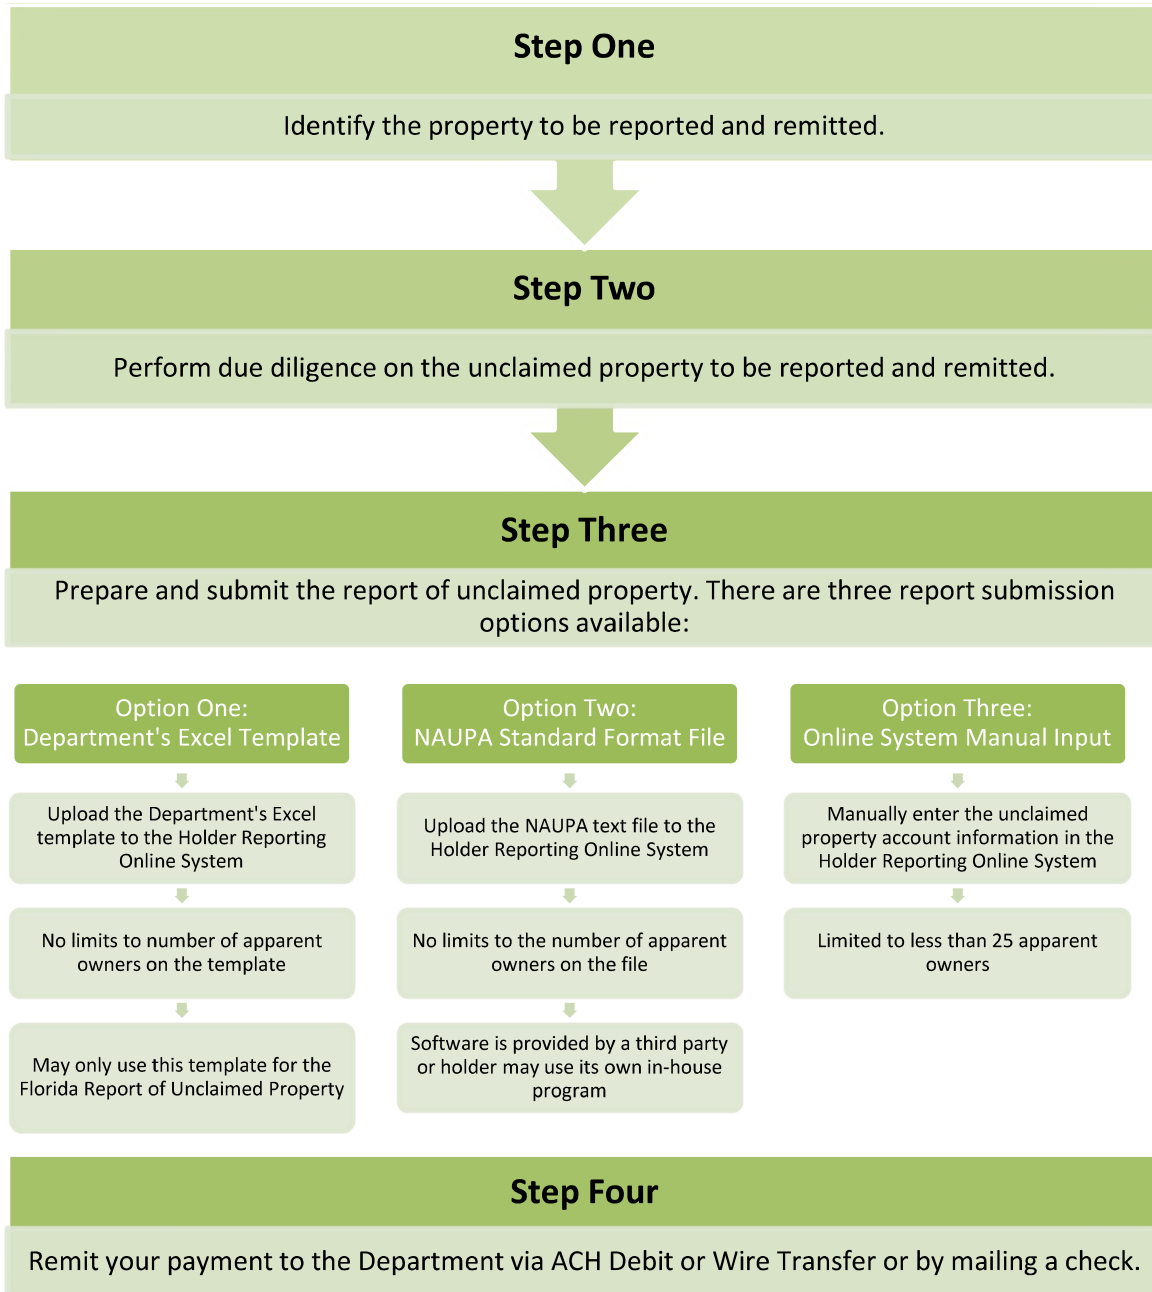 Step One
Identify the property to be reported and remitted.
Step Two
Perform due diligence on the unclaimed property to be reported and remitted.
Step Three
Prepare and submit the report of unclaimed property. There are three report submission
options available:
Option One:
Department's Excel Template
Upload the Department's Excel
template to the Holder Reporting
Online System
No limits to number of apparent
owners on the template
May only use this template for the
Florida Report of Unclaimed Property
Option Two:
NAUPA Standard Format File
Upload the NAUPA text file to the
Holder Reporting Online System
No limits to the number of apparent
owners on the file
Software is provided by a third party
or holder may use its own in-house
program
Option Three:
Online System Manual Input
Manually enter the unclaimed
property account information in the
Holder Reporting Online System
Limited to less than 25 apparent
owners
Step Four
Remit your payment to the Department via ACH Debit or Wire Transfer or by mailing a check.